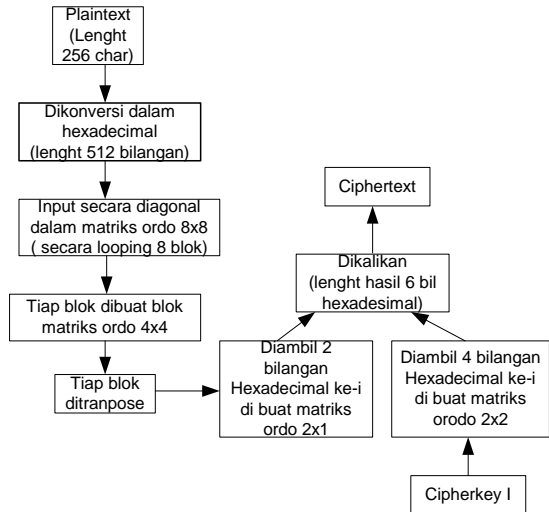 Plaintext
(Lenght
256 char)
Dikonversi dalam
hexadecimal
(lenght 512 bilangan)
Input secara diagonal
dalam matriks ordo 8x8
( secara looping 8 blok)
Tiap blok dibuat blok
matriks ordo 4x4
Tiap blok
ditranpose
Diambil 2
bilangan
Hexadecimal ke-i
di buat matriks
ordo 2x1
Ciphertext
Dikalikan
(lenght hasil 6 bil
hexadesimal)
Diambil 4 bilangan
Hexadecimal ke-i
di buat matriks
orodo 2x2
Cipherkey I